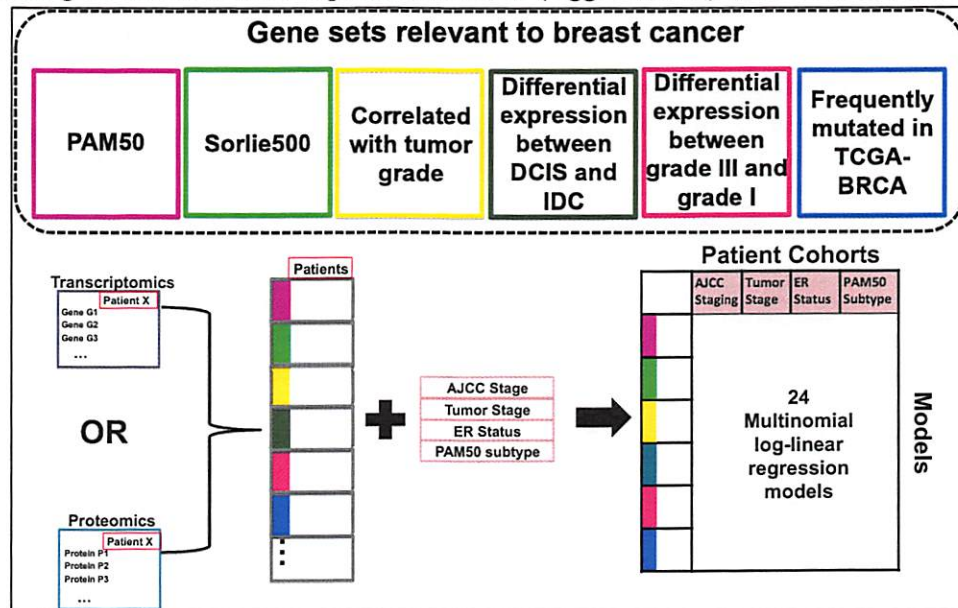 Gene sets relevant to breast cancer
PAM50
Sorlie500
Correlated
with tumor
grade
Differential
expression
between
DCIS and
IDC
Differential
expression
between
grade III and
grade I
Frequently
mutated in
TCGA-
BRCA
Transcriptomics
Patient X
Gene G1
Gene G2
Gene G3
...
OR
Proteomics
Patient X
Protein P1
Protein P2
Protein P3
...
Patients
AJCC Stage
Tumor Stage
ER Status
PAM50 subtype
Patient Cohorts
AJCC
Staging
Tumor
Stage
ER
Status
PAM50
Subtype
24
Multinomial
log-linear
regression
models
Models